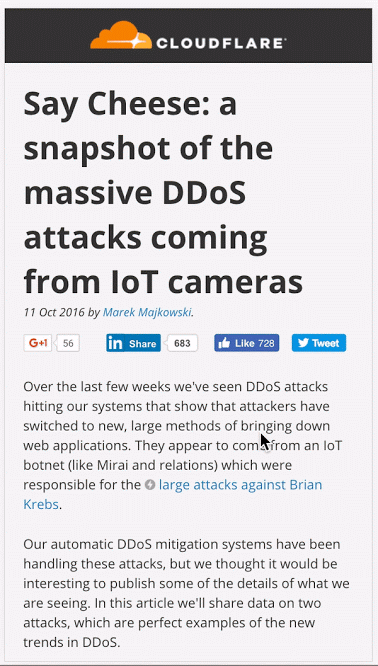 CLOUDFLARE
Say Cheese: a
snapshot of the
massive DDoS
attacks coming
from IoT cameras
11 Oct 2016 by Marek Majkowski.
G+1 56 in Share 683 Like 728 Tweet
Over the last few weeks we've seen DDoS attacks
hitting our systems that show that attackers have
switched to new, large methods of bringing down
web applications. They appear to come from an IoT
botnet (like Mirai and relations) which were
responsible for the large attacks against Brian
Krebs.
Our automatic DDoS mitigation systems have been
handling these attacks, but we thought it would be
interesting to publish some of the details of what we
are seeing. In this article we'll share data on two
attacks, which are perfect examples of the new
trends in DDoS.